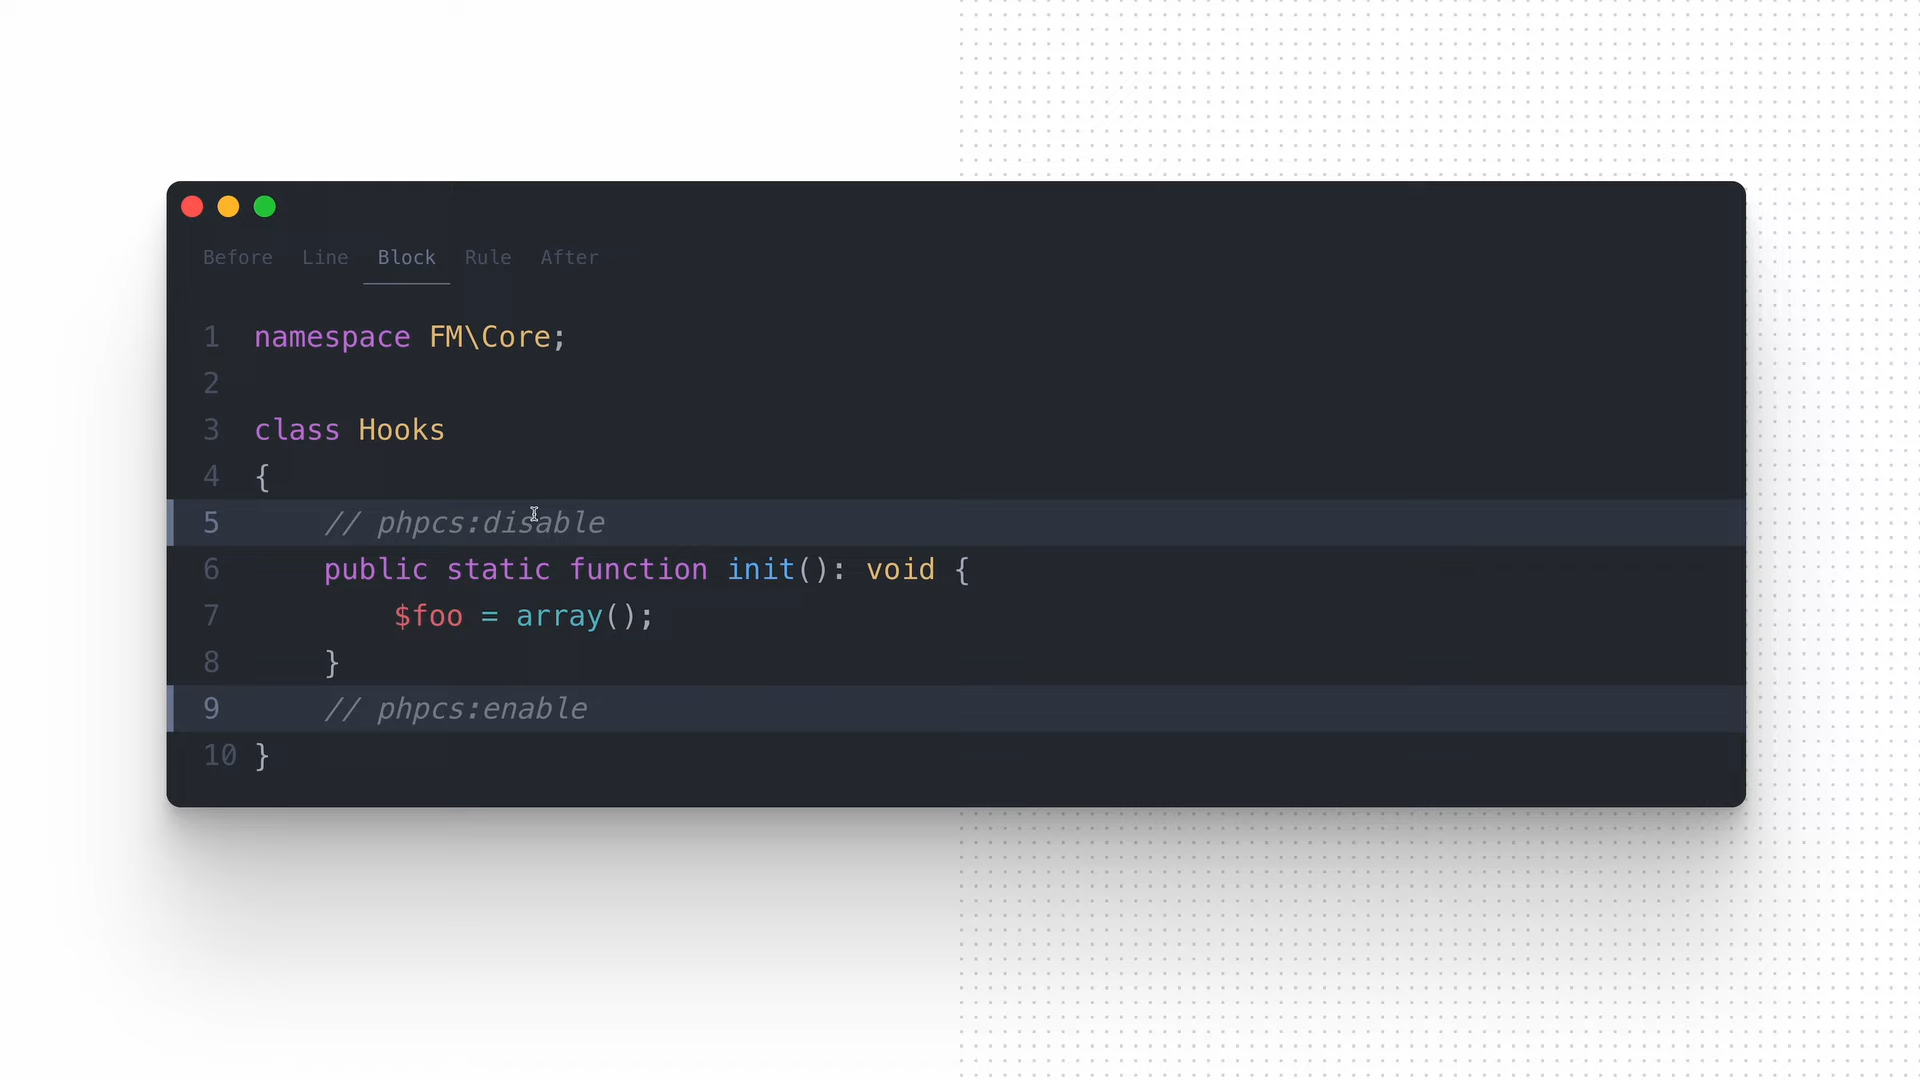 Before Line Block Rule After
1 namespace FM\Core;
2
3 class Hooks
4 {
5 // phpcs:disable
6 public static function init(): void {
7 $foo = array();
8 }
9 // phpcs:enable
10 }